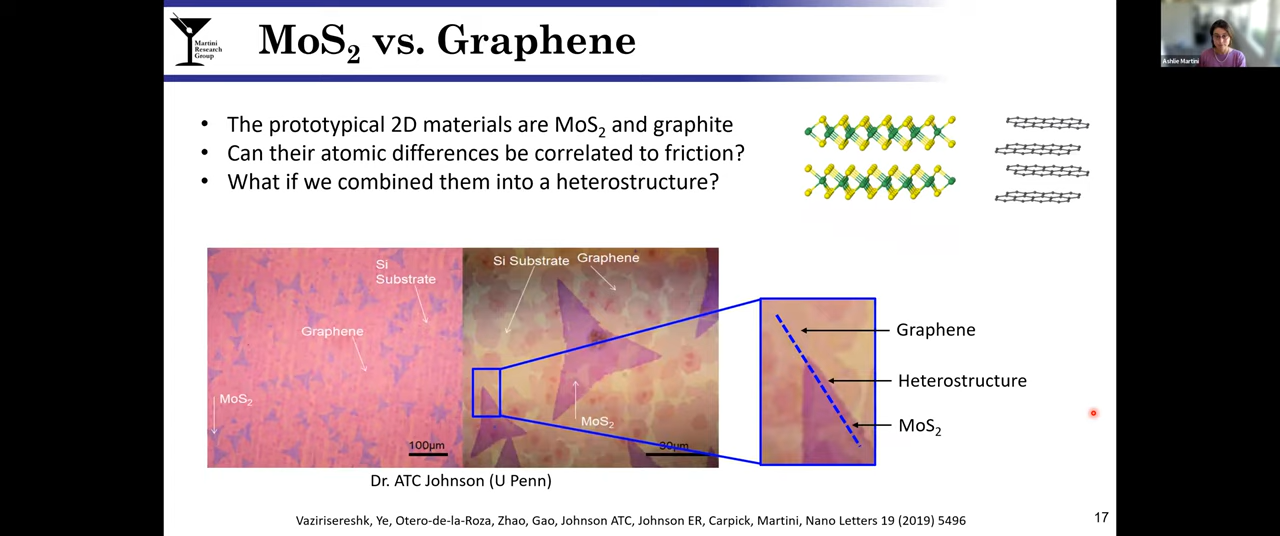 Martini
Research
Group
MoS2 vs. Graphene
Ashlie Martini
• The prototypical 2D materials are MoS2 and graphite
• Can their atomic differences be correlated to friction?
• What if we combined them into a heterostructure?
Si
Substrate
Graphene
MoS2
100μm
Si Substrate
Graphene
MoS2
30μm
Graphene
Heterostructure
MoS2
Dr. ATC Johnson (U Penn)
Vazirisereshk, Ye, Otero-de-la-Roza, Zhao, Gao, Johnson ATC, Johnson ER, Carpick, Martini, Nano Letters 19 (2019) 5496
17